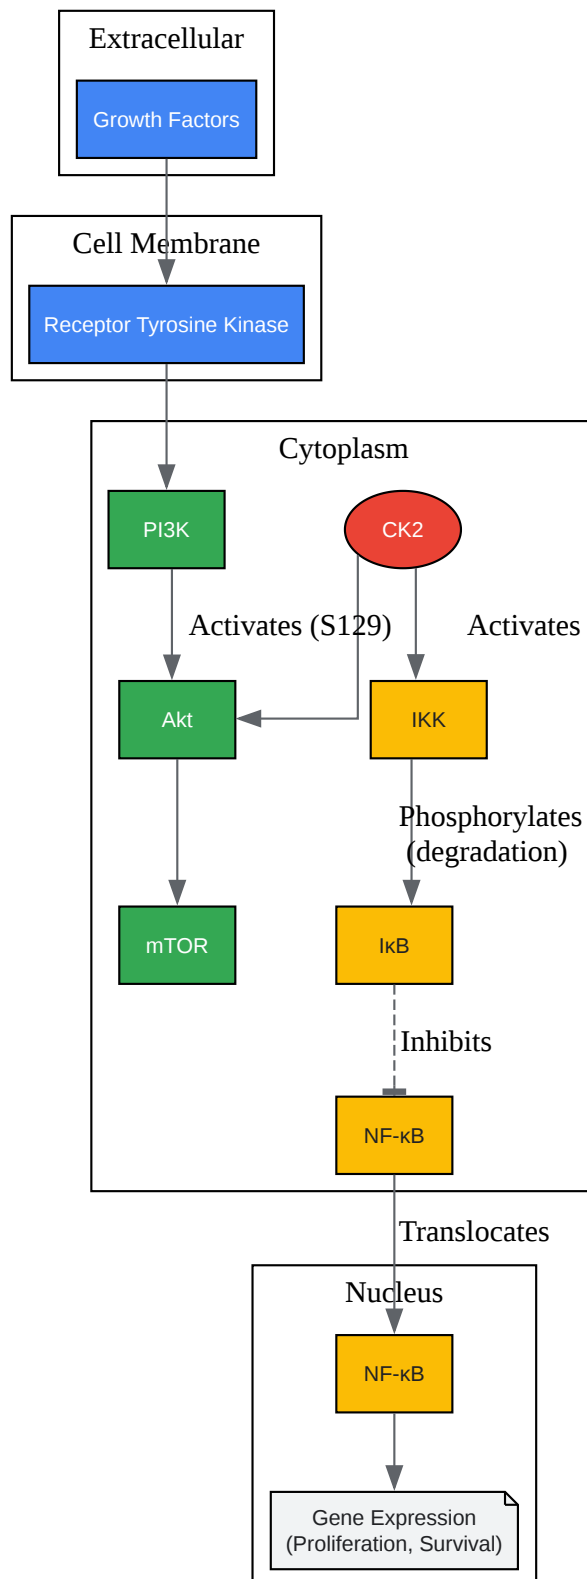 Extracellular
Growth Factors
Cell Membrane
Receptor Tyrosine Kinase
Cytoplasm
PI3K
CK2
Activates (S129)
Activates
Akt
IKK
Phosphorylates
(degradation)
mTOR
IκB
Inhibits
NF-κB
Translocates
Nucleus
NF-κB
Gene Expression
(Proliferation, Survival)